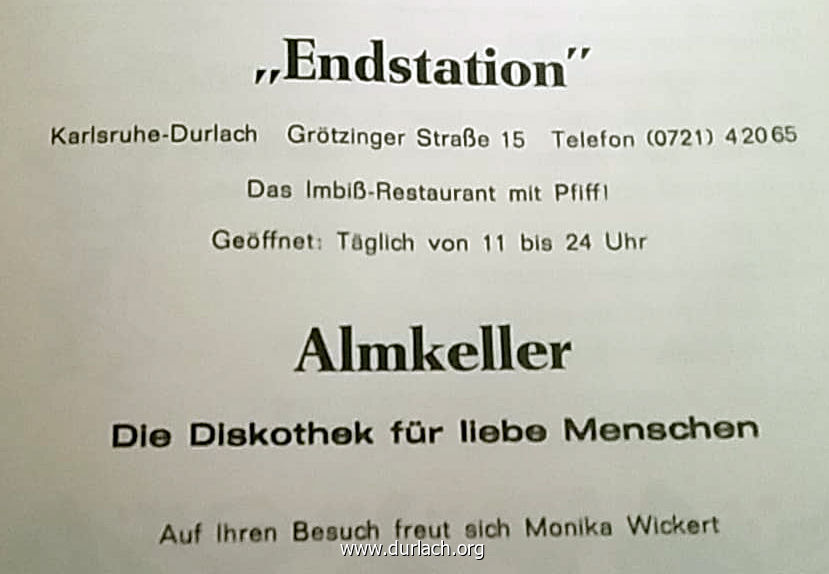 „Endstation”
Karlsruhe-Durlach Grötzinger Straße 15 Telefon (0721) 42065
Das Imbiß-Restaurant mit Pfiff!
Geöffnet: Täglich von 11 bis 24 Uhr
Almkeller
Die Diskothek für liebe Menschen
Auf Ihren Besuch freut sich Monika Wickert
www.durlach.org